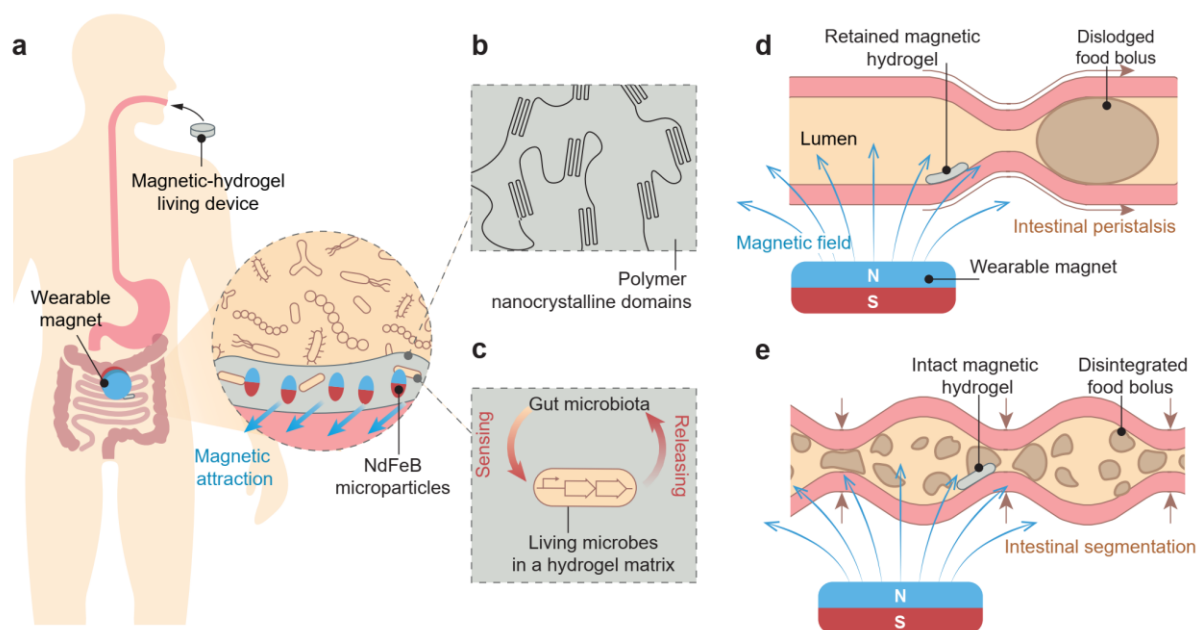 a
Magnetic-hydrogel
living device
Wearable
magnet
Magnetic
attraction
NdFeB
microparticles
b
Polymer
nanocrystalline domains
c
Gut microbiota
Sensing
Releasing
Living microbes
in a hydrogel matrix
d
Retained magnetic
hydrogel
Dislodged
food bolus
Lumen
Magnetic field
Intestinal peristalsis
N
Wearable magnet
S
e
Intact magnetic
hydrogel
Disintegrated
food bolus
Intestinal segmentation
N
S